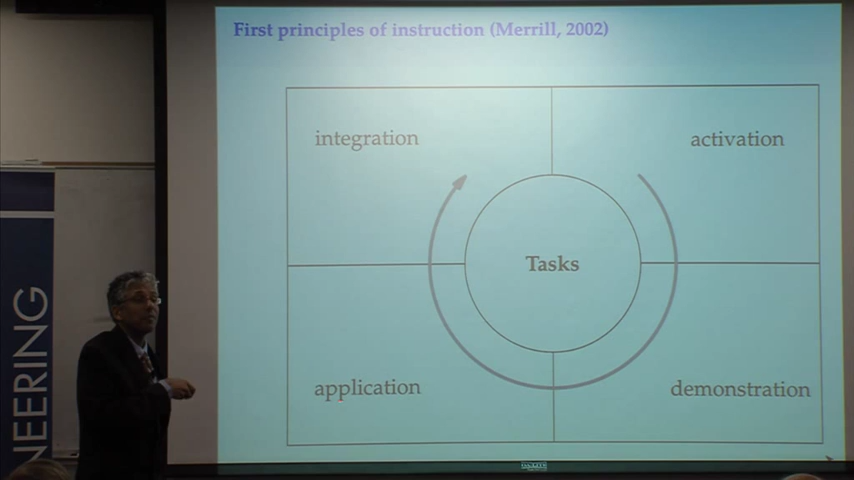 First principles of instruction (Merrill, 2002)
integration
activation
Tasks
application
demonstration
NEERING